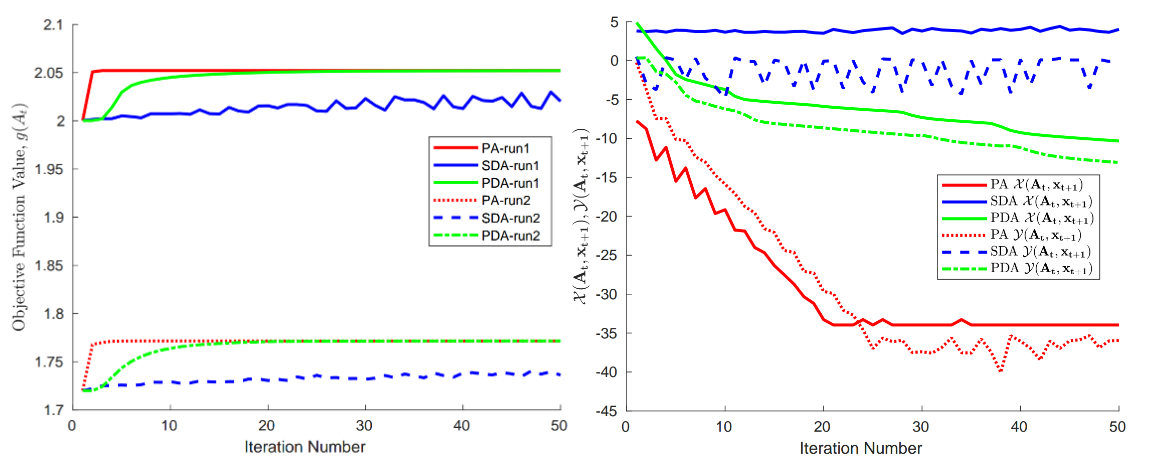 2.1
2.05
2
1.95
1.9
1.85
1.8
1.75
1.7
0
10
20
30
40
50
Iteration Number
Objective Function Value, g(A_t)
PA-run1
SDA-run1
PDA-run1
PA-run2
SDA-run2
PDA-run2
5
0
-5
-10
-15
-20
-25
-30
-35
-40
-45
0
10
20
30
40
50
Iteration Number
𝒳(A_t, x_{t+1}), 𝒴(A_t, x_{t+1})
PA 𝒳(A_t, x_{t+1})
SDA 𝒳(A_t, x_{t+1})
PDA 𝒳(A_t, x_{t+1})
PA 𝒴(A_t, x_{t+1})
SDA 𝒴(A_t, x_{t+1})
PDA 𝒴(A_t, x_{t+1})